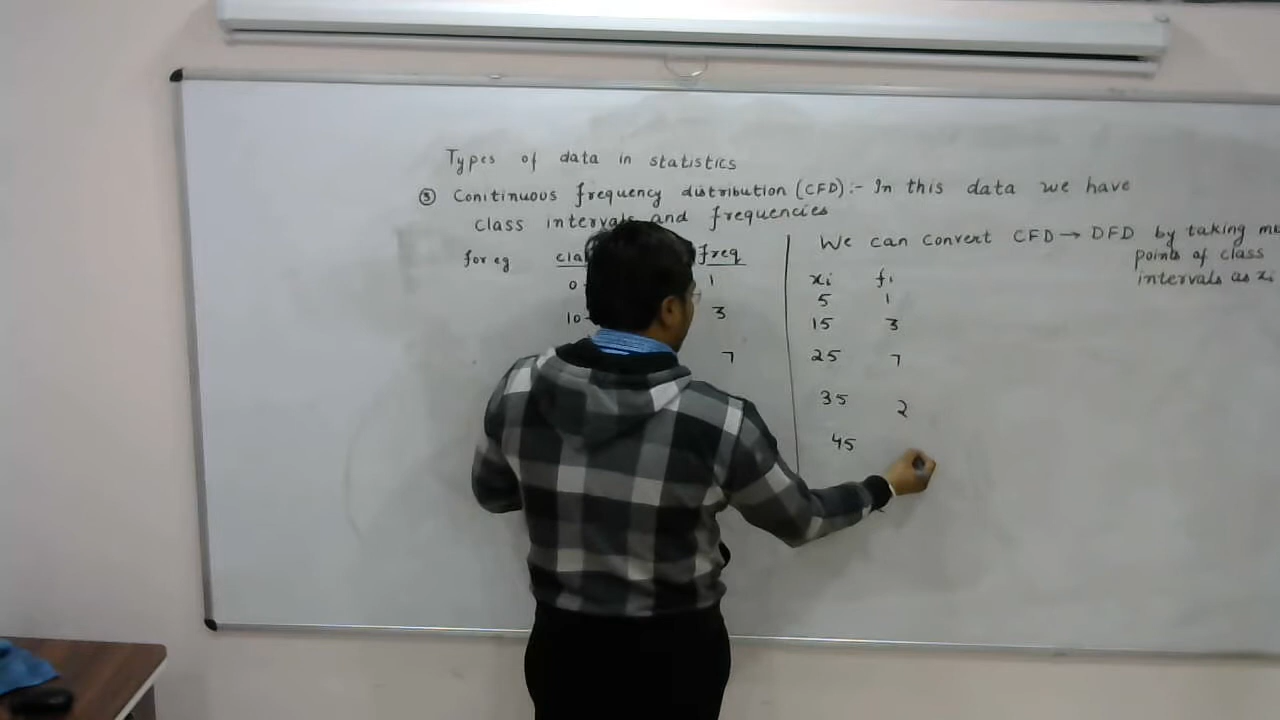 Types of data in statistics
③ Conitinuous frequency distribution (CFD):- In this data we have
class intervals and frequencies
for eg freq
0- 1
10- 3
7
We can convert CFD → DFD by taking
points of class
intervals as xi
xi fi
5 1
15 3
25 7
35 2
45